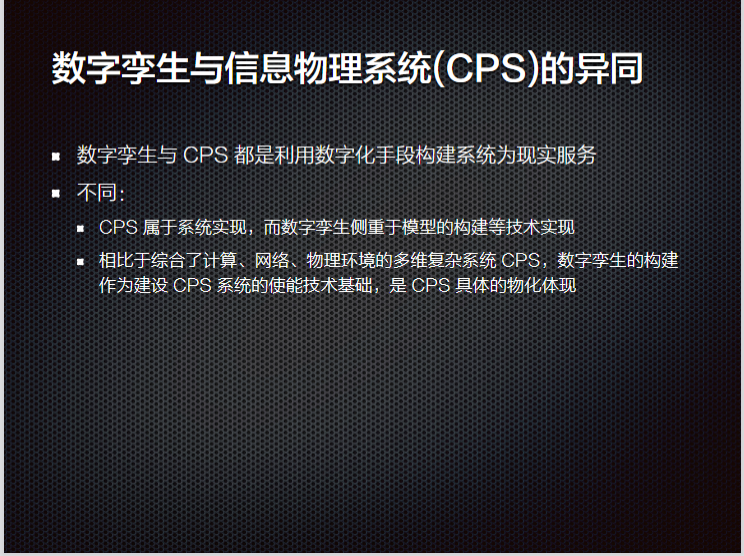 数字孪生与信息物理系统(CPS)的异同
数字孪生与 CPS 都是利用数字化手段构建系统为现实服务
不同：
CPS 属于系统实现，而数字孪生侧重于模型的构建等技术实现
相比于综合了计算、网络、物理环境的多维复杂系统 CPS，数字孪生的构建
作为建设 CPS 系统的使能技术基础，是 CPS 具体的物化体现